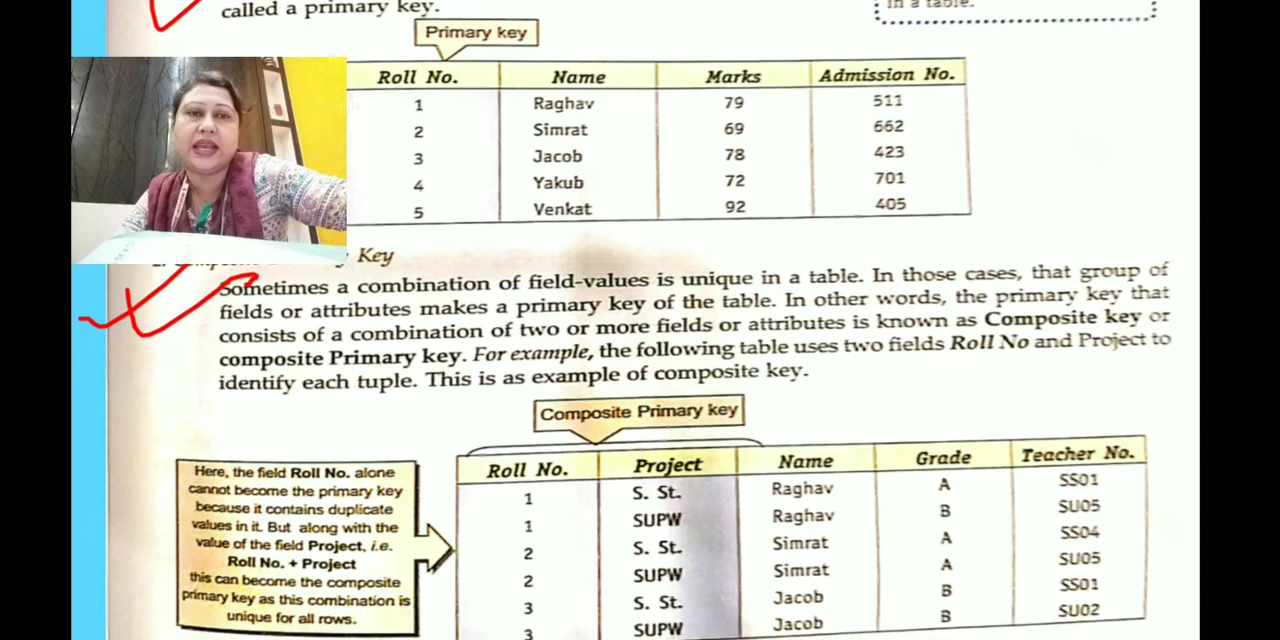 called a primary key.
in a table.
Primary key
Roll No. Name Marks Admission No.
1 Raghav 79 511
2 Simrat 69 662
3 Jacob 78 423
4 Yakub 72 701
5 Venkat 92 405
Key
Sometimes a combination of field-values is unique in a table. In those cases, that group of
fields or attributes makes a primary key of the table. In other words, the primary key that
consists of a combination of two or more fields or attributes is known as Composite key or
composite Primary key. For example, the following table uses two fields Roll No and Project to
identify each tuple. This is as example of composite key.
Composite Primary key
Here, the field Roll No. alone
cannot become the primary key
because it contains duplicate
values in it. But along with the
value of the field Project, i.e.
Roll No. + Project
this can become the composite
primary key as this combination is
unique for all rows.
Roll No. Project Name Grade Teacher No.
1 S. St. Raghav A SS01
1 SUPW Raghav B SU05
2 S. St. Simrat A SS04
2 SUPW Simrat A SU05
3 S. St. Jacob B SS01
3 SUPW Jacob B SU02